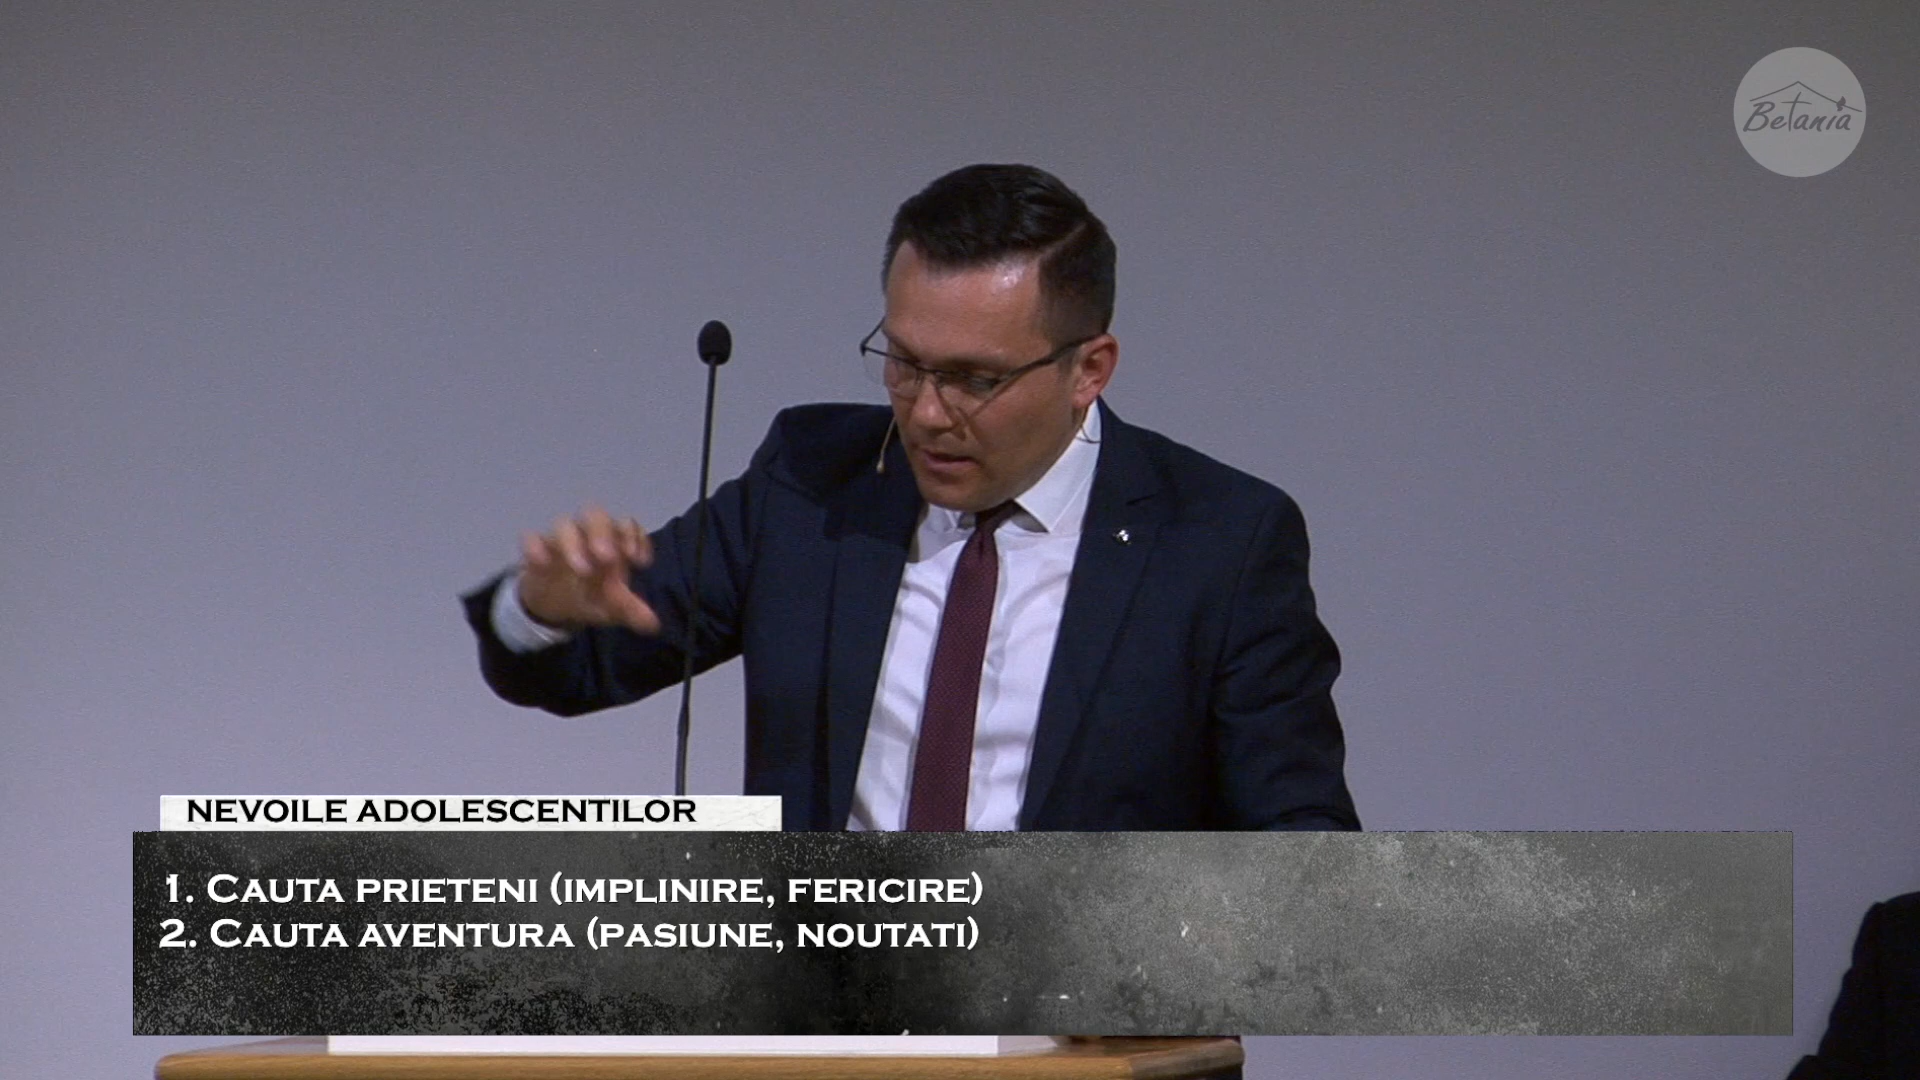 Betania
NEVOILE ADOLESCENTILOR
1. CAUTA PRIETENI (IMPLINIRE, FERICIRE)
2. CAUTA AVENTURA (PASIUNE, NOUTATI)